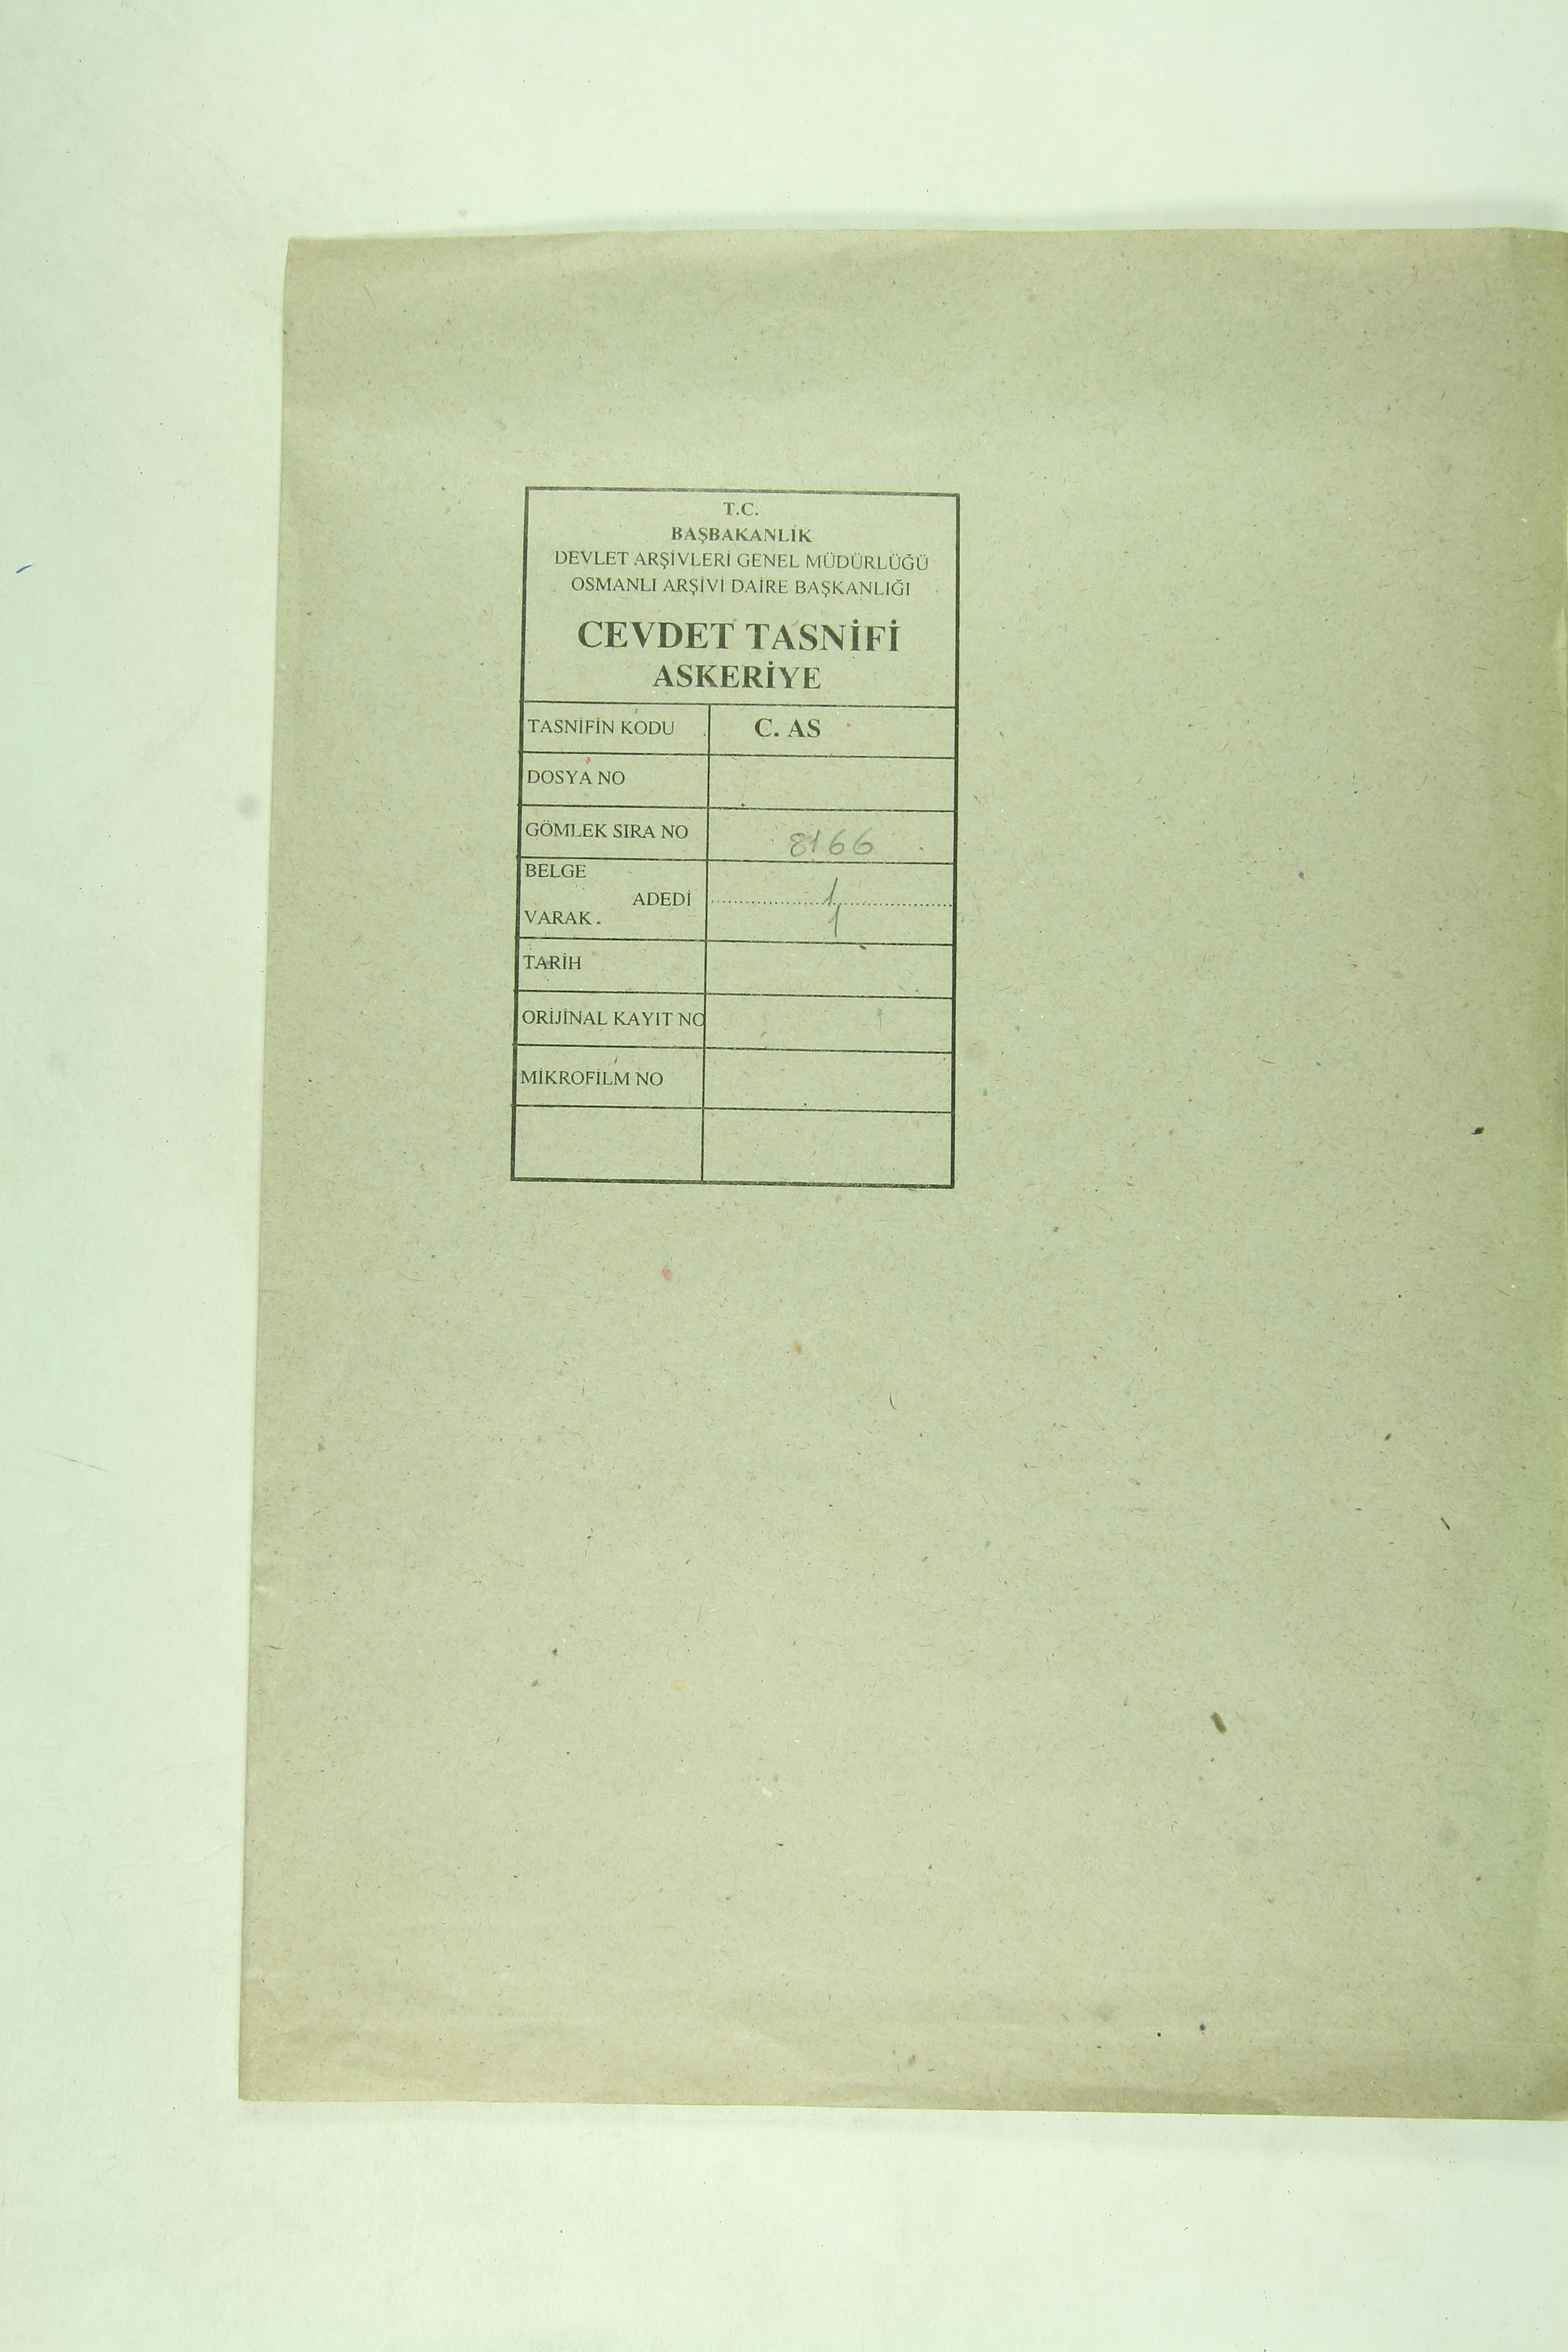 T.C.
BAŞBAKANLIK
DEVLET ARŞİVLERİ GENEL MÜDÜRLÜĞÜ
OSMANLI ARŞİVİ DAİRE BAŞKANLIĞI
CEVDET TASNİFİ
ASKERİYE
TASNİFİN KODU C. AS
DOSYA NO
GÖMLEK SIRA NO 8166
BELGE
ADEDİ 1
VARAK 1
TARİH
ORİJİNAL KAYIT NO
MİKROFİLM NO